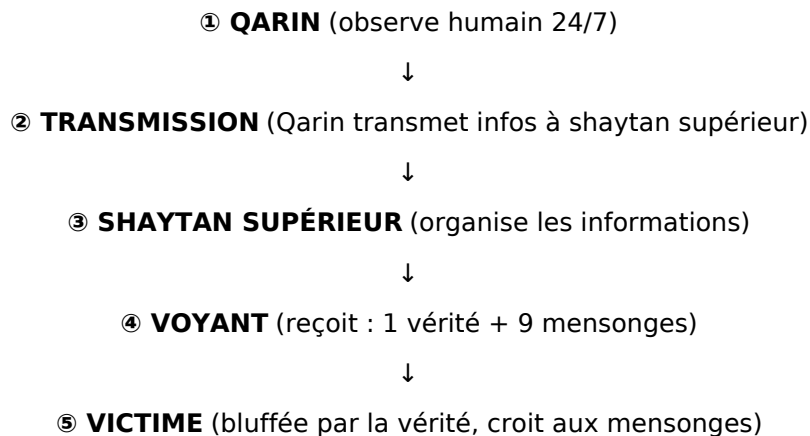 ① QARIN (observe humain 24/7)
↓
② TRANSMISSION (Qarin transmet infos à shaytan supérieur)
↓
③ SHAYTAN SUPÉRIEUR (organise les informations)
↓
④ VOYANT (reçoit : 1 vérité + 9 mensonges)
↓
⑤ VICTIME (bluffée par la vérité, croit aux mensonges)